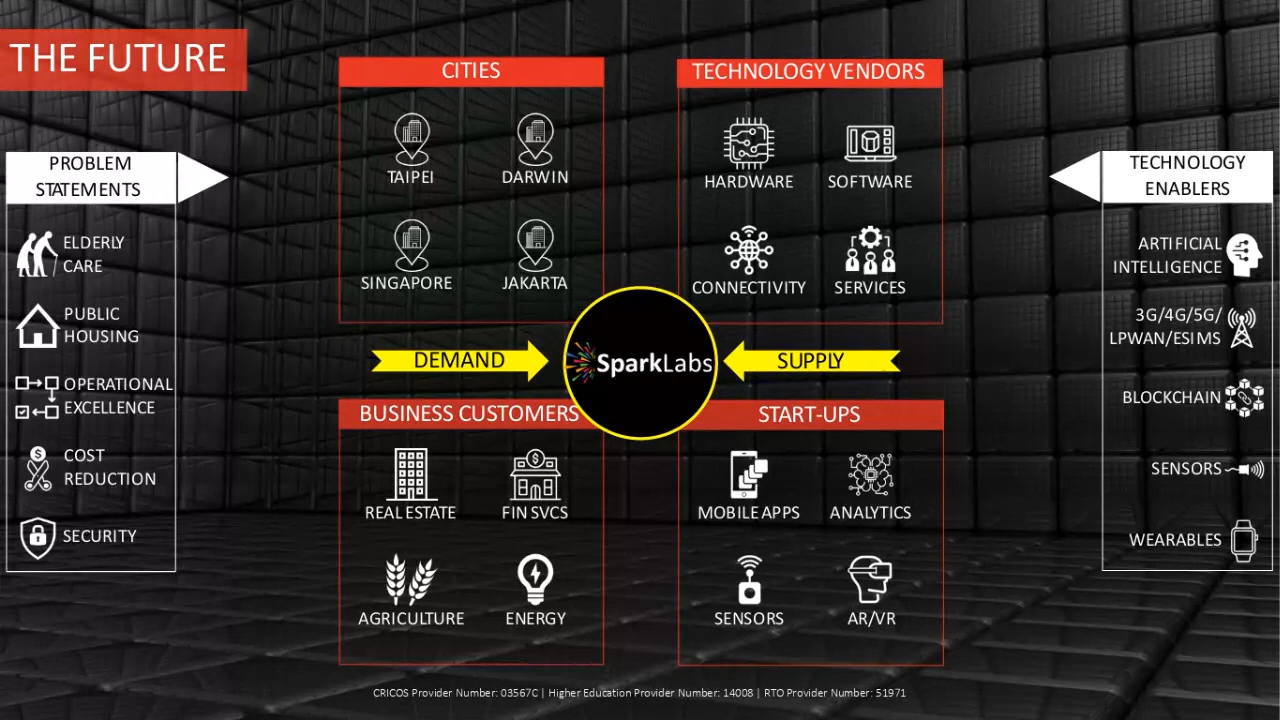 THE FUTURE
PROBLEM
STATEMENTS
ELDERLY
CARE
PUBLIC
HOUSING
OPERATIONAL
EXCELLENCE
COST
REDUCTION
SECURITY
CITIES
TAIPEI
DARWIN
SINGAPORE
JAKARTA
TECHNOLOGY VENDORS
HARDWARE
SOFTWARE
CONNECTIVITY
SERVICES
DEMAND
SparkLabs
SUPPLY
BUSINESS CUSTOMERS
REAL ESTATE
FIN SVCS
AGRICULTURE
ENERGY
START-UPS
MOBILE APPS
ANALYTICS
SENSORS
AR/VR
TECHNOLOGY
ENABLERS
ARTIFICIAL
INTELLIGENCE
3G/4G/5G/
LPWAN/ESIMS
BLOCKCHAIN
SENSORS
WEARABLES
CRICOS Provider Number: 03567C | Higher Education Provider Number: 14008 | RTO Provider Number: 51971